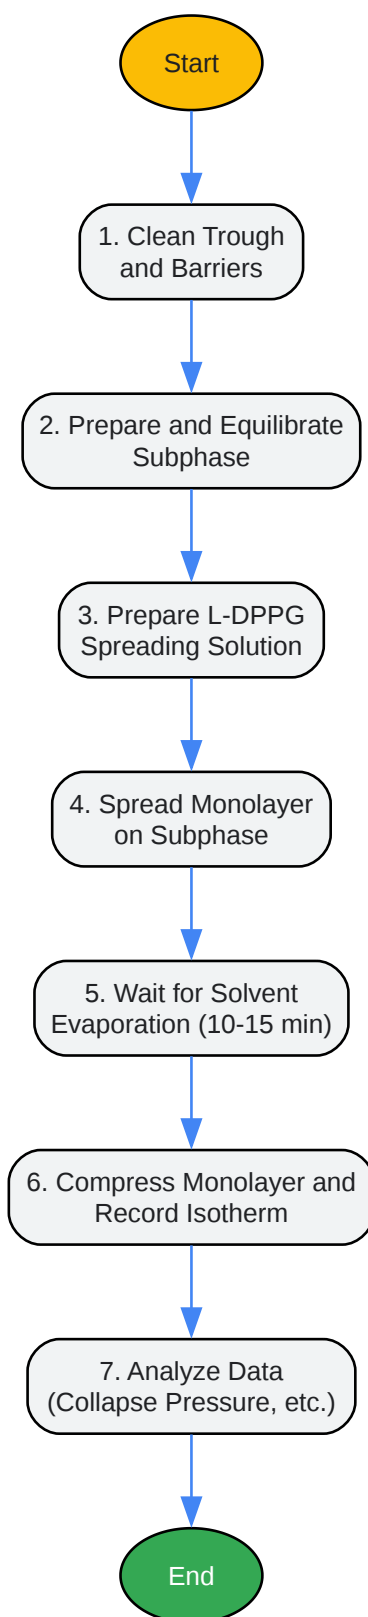 Start
1. Clean Trough
and Barriers
2. Prepare and Equilibrate
Subphase
3. Prepare L-DPPG
Spreading Solution
4. Spread Monolayer
on Subphase
5. Wait for Solvent
Evaporation (10-15 min)
6. Compress Monolayer and
Record Isotherm
7. Analyze Data
(Collapse Pressure, etc.)
End